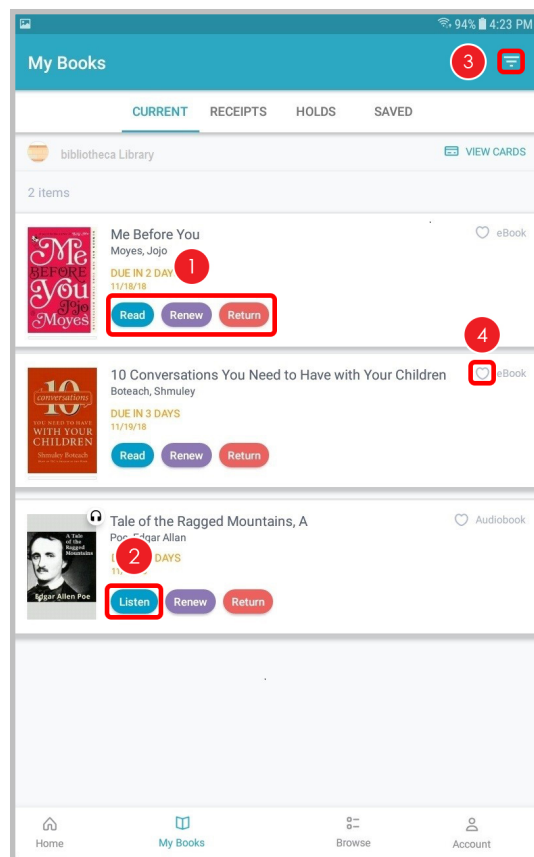 94% 4:23 PM
My Books
3
CURRENT RECEIPTS HOLDS SAVED
bibliotheca Library
VIEW CARDS
2 items
Me
BEFORE
You
Jojo
Moyes
Me Before You
eBook
Moyes, Jojo
1
DUE IN 2 DAY
11/18/18
Read Renew Return
4
10
conversations
YOU NEED TO HAVE
WITH YOUR
CHILDREN
Shmuley Boteach
10 Conversations You Need to Have with Your Children
eBook
Boteach, Shmuley
DUE IN 3 DAYS
11/19/18
Read Renew Return
A Tale
of the
Ragged
Mountains
Edgar Allen Poe
Tale of the Ragged Mountains, A
Audiobook
Poe, Edgar Allan
2
DAYS
Listen Renew Return
Home My Books Browse Account